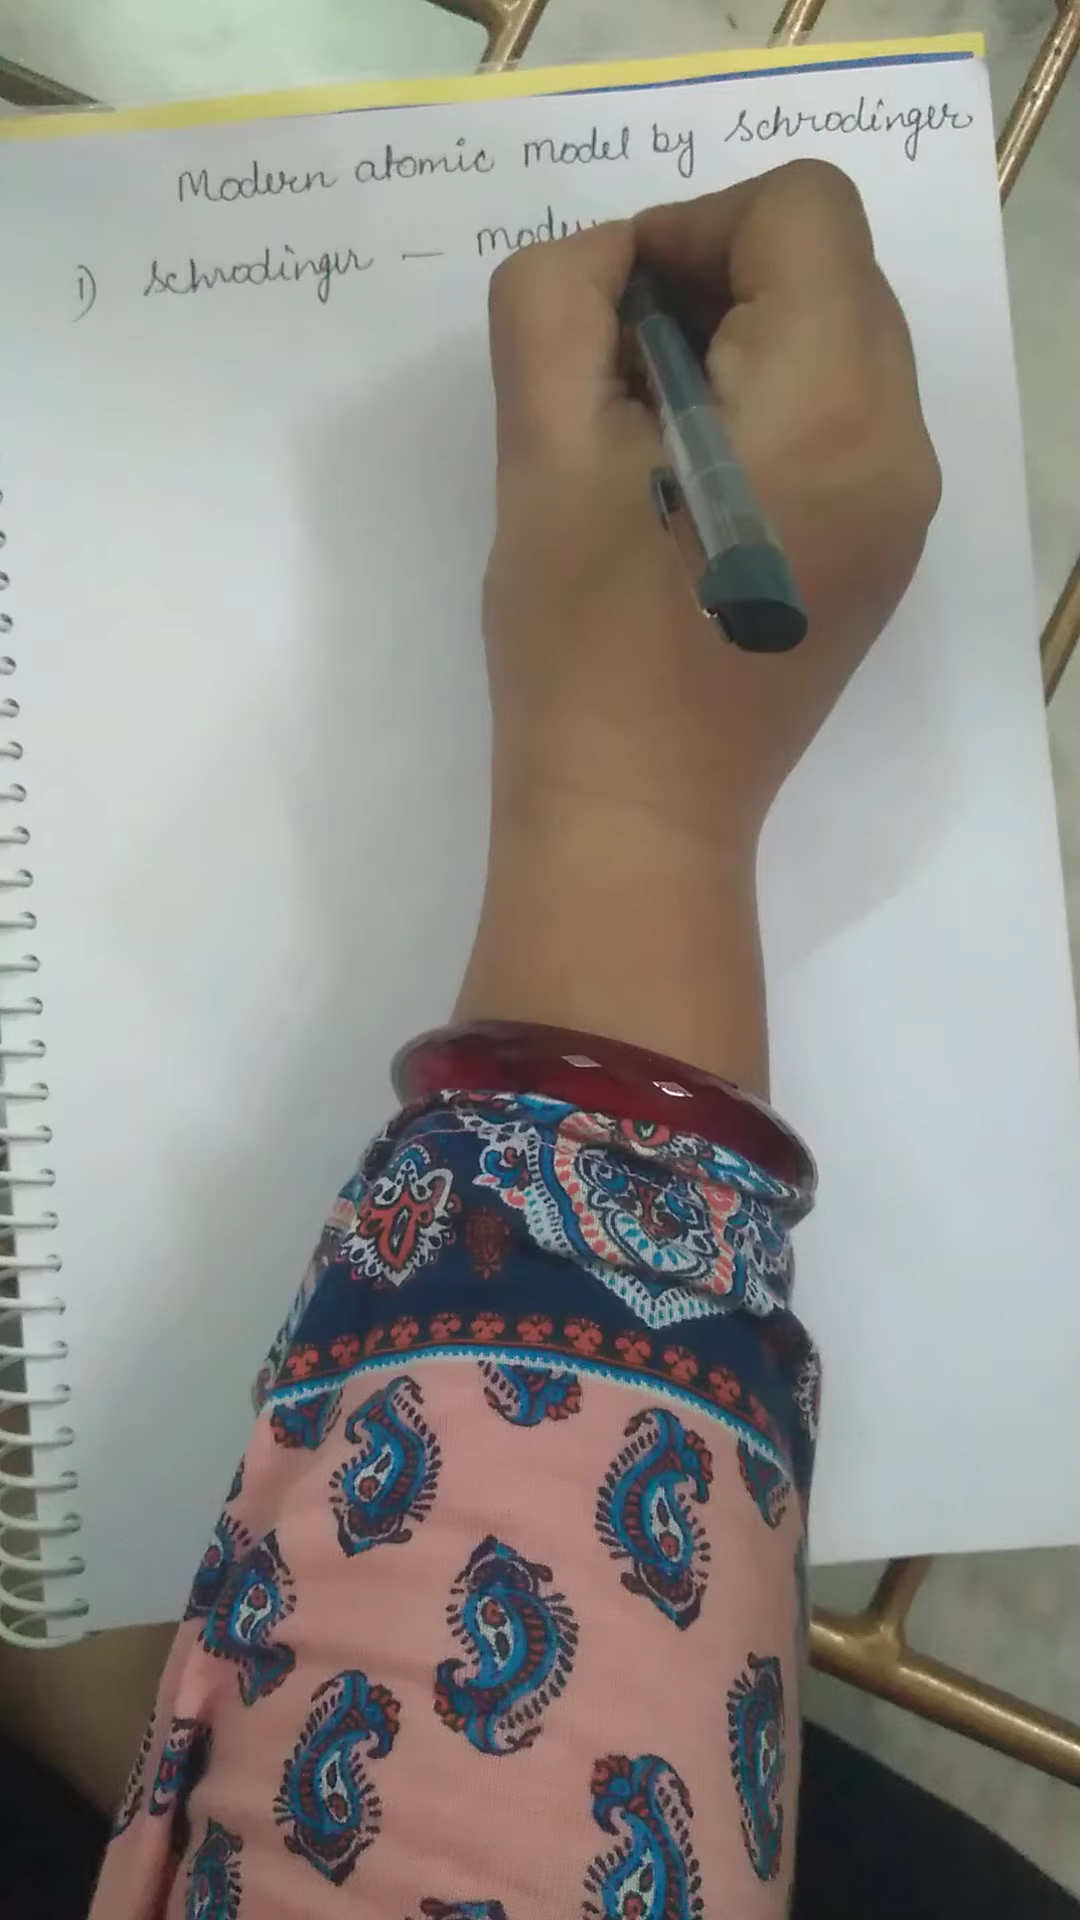 Modern atomic model by schrodinger
1) schrodinger —